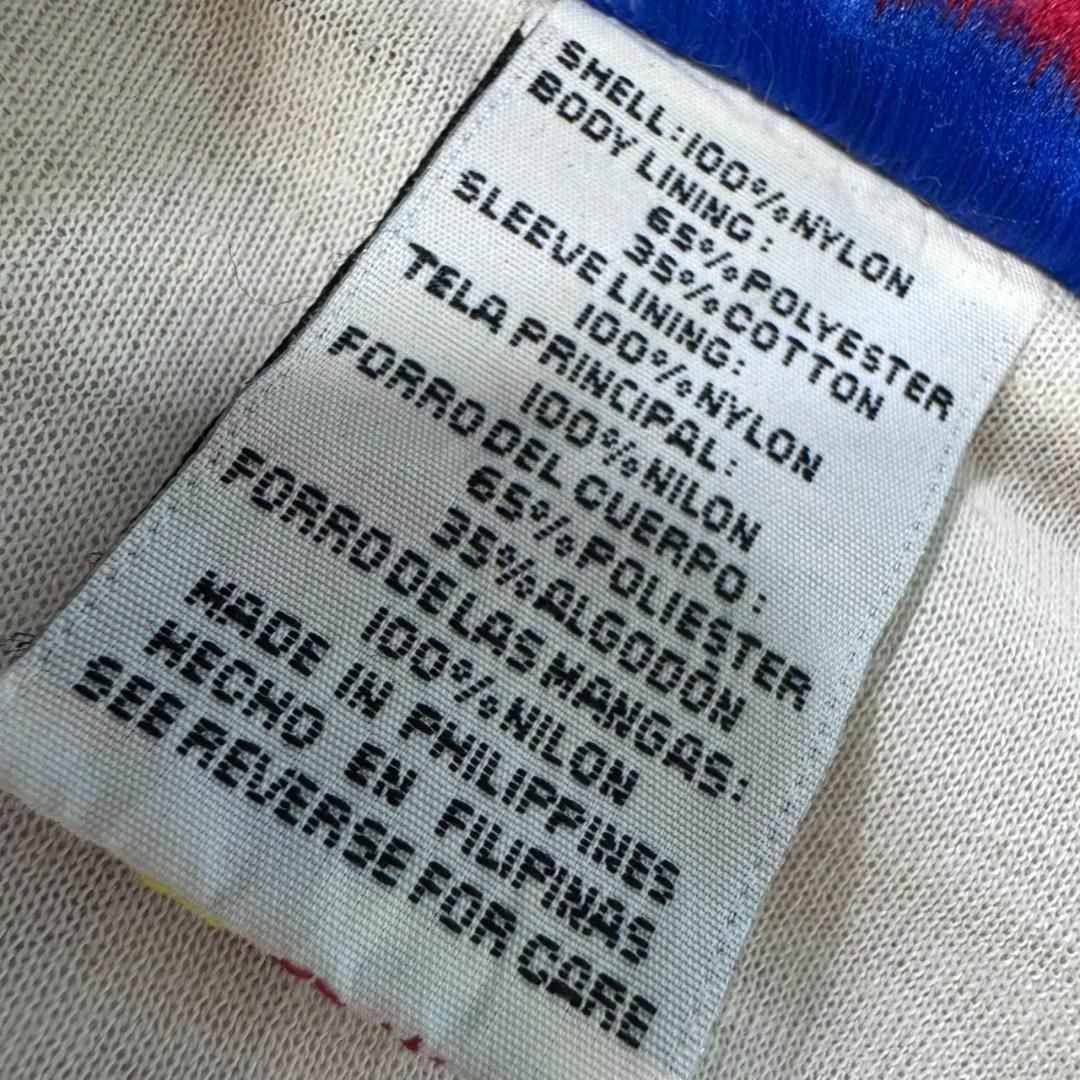 SHELL:100%NYLON
BODY LINING:
65%POLYESTER
35%COTTON
SLEEVE LINING:
100%NYLON
TELA PRINCIPAL:
100%NILON
FORRO DEL CUERPO:
65%POLIESTER
35%ALGODÓN
FORRO DE LAS MANGAS:
100%NILON
MADE IN PHILIPPINES
HECHO EN FILIPINAS
SEE REVERSE FOR CARE